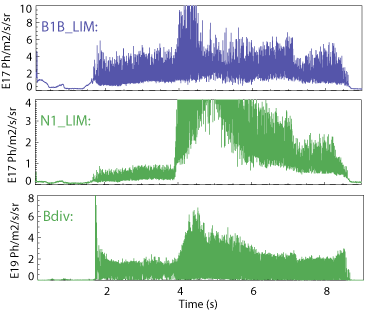 B1B_LIM:
E17 Ph/m2/s/sr
10
8
6
4
2
0
N1_LIM:
E17 Ph/m2/s/sr
4
3
2
1
0
Bdiv:
E19 Ph/m2/s/sr
8
6
4
2
0
2 4 6 8
Time (s)